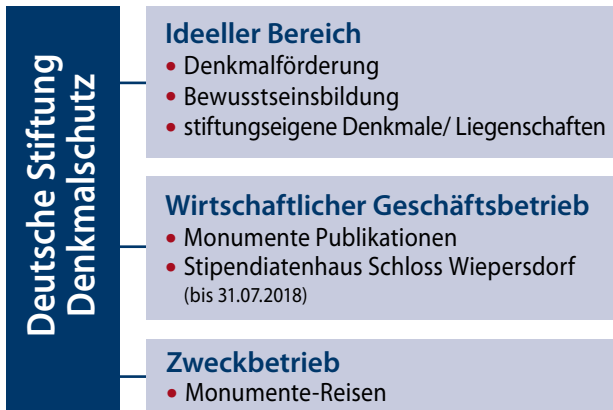 Deutsche Stiftung
Denkmalschutz
Ideeller Bereich
• Denkmalförderung
• Bewusstseinsbildung
• stiftungseigene Denkmale/ Liegenschaften
Wirtschaftlicher Geschäftsbetrieb
• Monumente Publikationen
• Stipendiatenhaus Schloss Wiepersdorf
(bis 31.07.2018)
Zweckbetrieb
• Monumente-Reisen